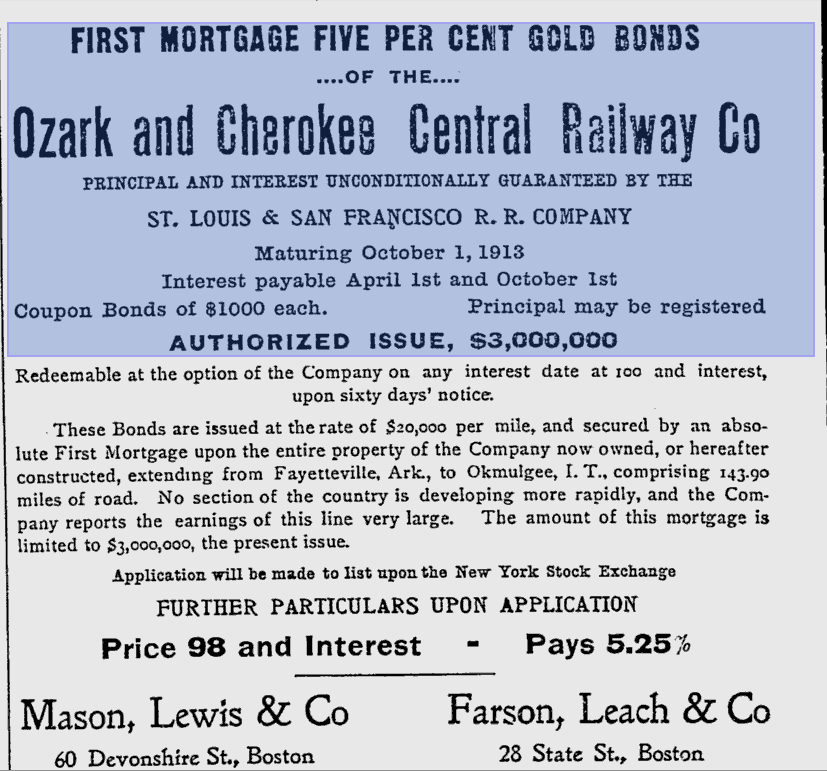 FIRST MORTGAGE FIVE PER CENT GOLD BONDS
....OF THE....
Ozark and Cherokee Central Railway Co
PRINCIPAL AND INTEREST UNCONDITIONALLY GUARANTEED BY THE
ST. LOUIS & SAN FRANCISCO R. R. COMPANY
Maturing October 1, 1913
Interest payable April 1st and October 1st
Coupon Bonds of $1000 each. Principal may be registered
AUTHORIZED ISSUE, $3,000,000
Redeemable at the option of the Company on any interest date at 100 and interest,
upon sixty days' notice.
These Bonds are issued at the rate of $20,000 per mile, and secured by an abso-
lute First Mortgage upon the entire property of the Company now owned, or hereafter
constructed, extending from Fayetteville, Ark., to Okmulgee, I. T., comprising 143.90
miles of road. No section of the country is developing more rapidly, and the Com-
pany reports the earnings of this line very large. The amount of this mortgage is
limited to $3,000,000, the present issue.
Application will be made to list upon the New York Stock Exchange
FURTHER PARTICULARS UPON APPLICATION
Price 98 and Interest - Pays 5.25%
Mason, Lewis & Co Farson, Leach & Co
60 Devonshire St., Boston 28 State St., Boston